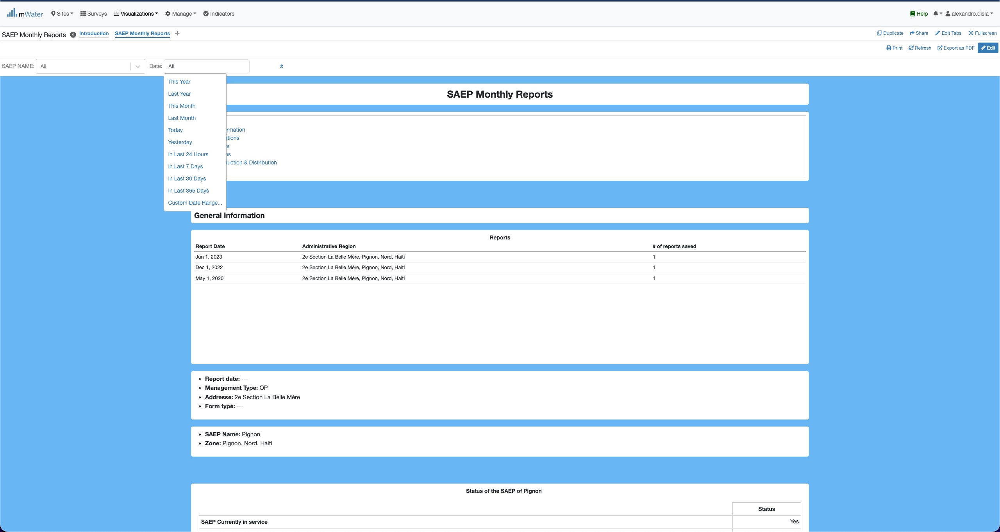 mWater Sites Surveys Visualizations Manage Indicators Help alexandro.disla
SAEP Monthly Reports Introduction SAEP Monthly Reports + Duplicate Share Edit Tabs Fullscreen
Print Refresh Export as PDF Edit
SAEP NAME: All Date: All
This Year
Last Year
This Month
Last Month
Today
Yesterday
In Last 24 Hours
In Last 7 Days
In Last 30 Days
In Last 365 Days
Custom Date Range...
SAEP Monthly Reports
& Distribution
General Information
Reports
Report Date Administrative Region # of reports saved
Jun 1, 2023 2e Section La Belle Mère, Pignon, Nord, Haiti 1
Dec 1, 2022 2e Section La Belle Mère, Pignon, Nord, Haiti 1
May 1, 2020 2e Section La Belle Mère, Pignon, Nord, Haiti 1
• Report date: ---
• Management Type: OP
• Addresse: 2e Section La Belle Mère
• Form type: ---
• SAEP Name: Pignon
• Zone: Pignon, Nord, Haiti
Status of the SAEP of Pignon
Status
SAEP Currently in service Yes